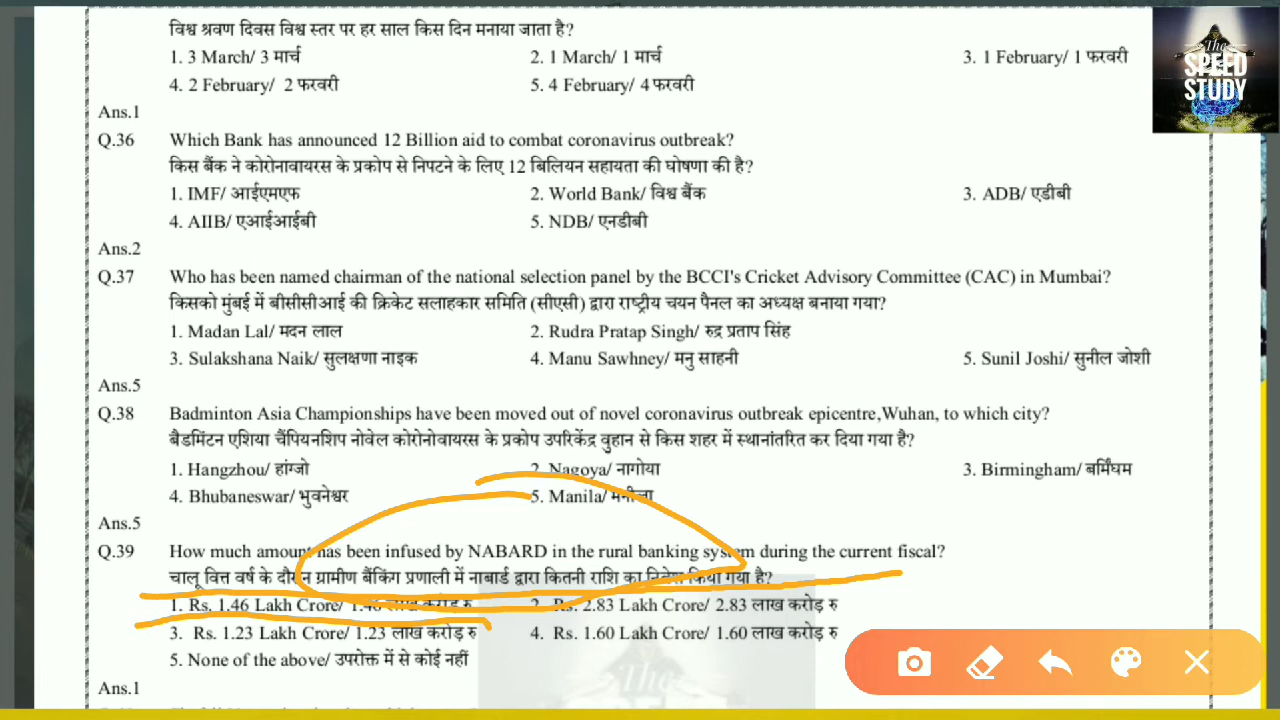 विश्व श्रवण दिवस विश्व स्तर पर हर साल किस दिन मनाया जाता है?
1. 3 March/ 3 मार्च 2. 1 March/ 1 मार्च 3. 1 February/ 1 फरवरी
4. 2 February/ 2 फरवरी 5. 4 February/ 4 फरवरी
Ans.1
Q.36 Which Bank has announced 12 Billion aid to combat coronavirus outbreak?
किस बैंक ने कोरोनावायरस के प्रकोप से निपटने के लिए 12 बिलियन सहायता की घोषणा की है?
1. IMF/ आईएमएफ 2. World Bank/ विश्व बैंक 3. ADB/ एडीबी
4. AIIB/ एआईआईबी 5. NDB/ एनडीबी
Ans.2
Q.37 Who has been named chairman of the national selection panel by the BCCI's Cricket Advisory Committee (CAC) in Mumbai?
किसको मुंबई में बीसीसीआई की क्रिकेट सलाहकार समिति (सीएसी) द्वारा राष्ट्रीय चयन पैनल का अध्यक्ष बनाया गया?
1. Madan Lal/ मदन लाल 2. Rudra Pratap Singh/ रुद्र प्रताप सिंह
3. Sulakshana Naik/ सुलक्षणा नाइक 4. Manu Sawhney/ मनु साहनी 5. Sunil Joshi/ सुनील जोशी
Ans.5
Q.38 Badminton Asia Championships have been moved out of novel coronavirus outbreak epicentre,Wuhan, to which city?
बैडमिंटन एशिया चैंपियनशिप नोवेल कोरोनोवायरस के प्रकोप उपरिकेंद्र वुहान से किस शहर में स्थानांतरित कर दिया गया है?
1. Hangzhou/ हांग्जो 2. Nagoya/ नागोया 3. Birmingham/ बर्मिंघम
4. Bhubaneswar/ भुवनेश्वर 5. Manila/ मनीला
Ans.5
Q.39 How much amount has been infused by NABARD in the rural banking system during the current fiscal?
चालू वित्त वर्ष के दौरान ग्रामीण बैंकिंग प्रणाली में नाबार्ड द्वारा कितनी राशि का निवेश किया गया है?
1. Rs. 1.46 Lakh Crore/ 1.46 लाख करोड़ रु 2. Rs. 2.83 Lakh Crore/ 2.83 लाख करोड़ रु
3. Rs. 1.23 Lakh Crore/ 1.23 लाख करोड़ रु 4. Rs. 1.60 Lakh Crore/ 1.60 लाख करोड़ रु
5. None of the above/ उपरोक्त में से कोई नहीं
Ans.1
The
SPEED
STUDY
The